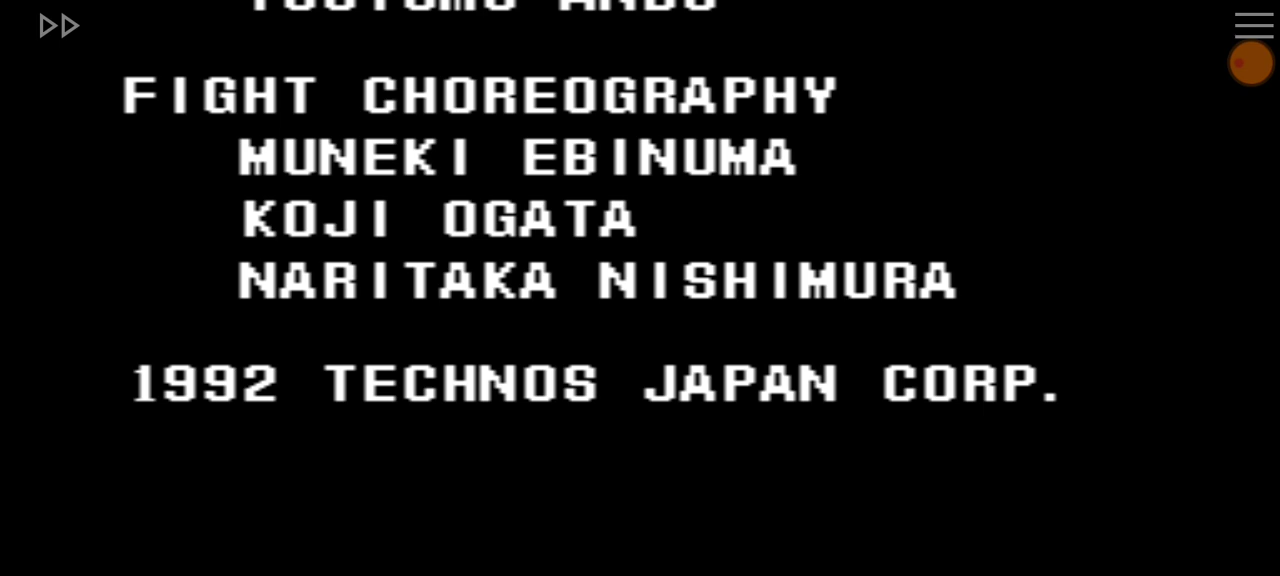 FIGHT CHOREOGRAPHY
MUNEKI EBINUMA
KOJI OGATA
NARITAKA NISHIMURA
1992 TECHNOS JAPAN CORP.